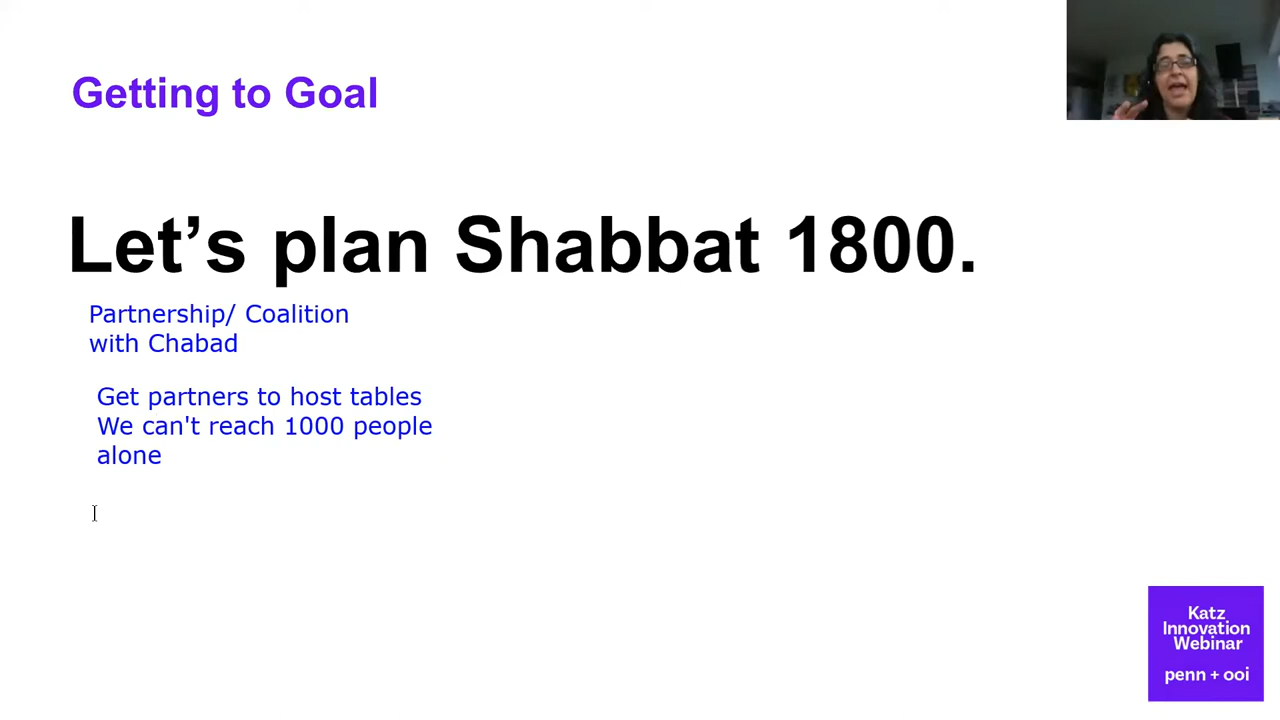 Getting to Goal
Let’s plan Shabbat 1800.
Partnership/ Coalition
with Chabad
Get partners to host tables
We can't reach 1000 people
alone
Katz
Innovation
Webinar
penn + ooi